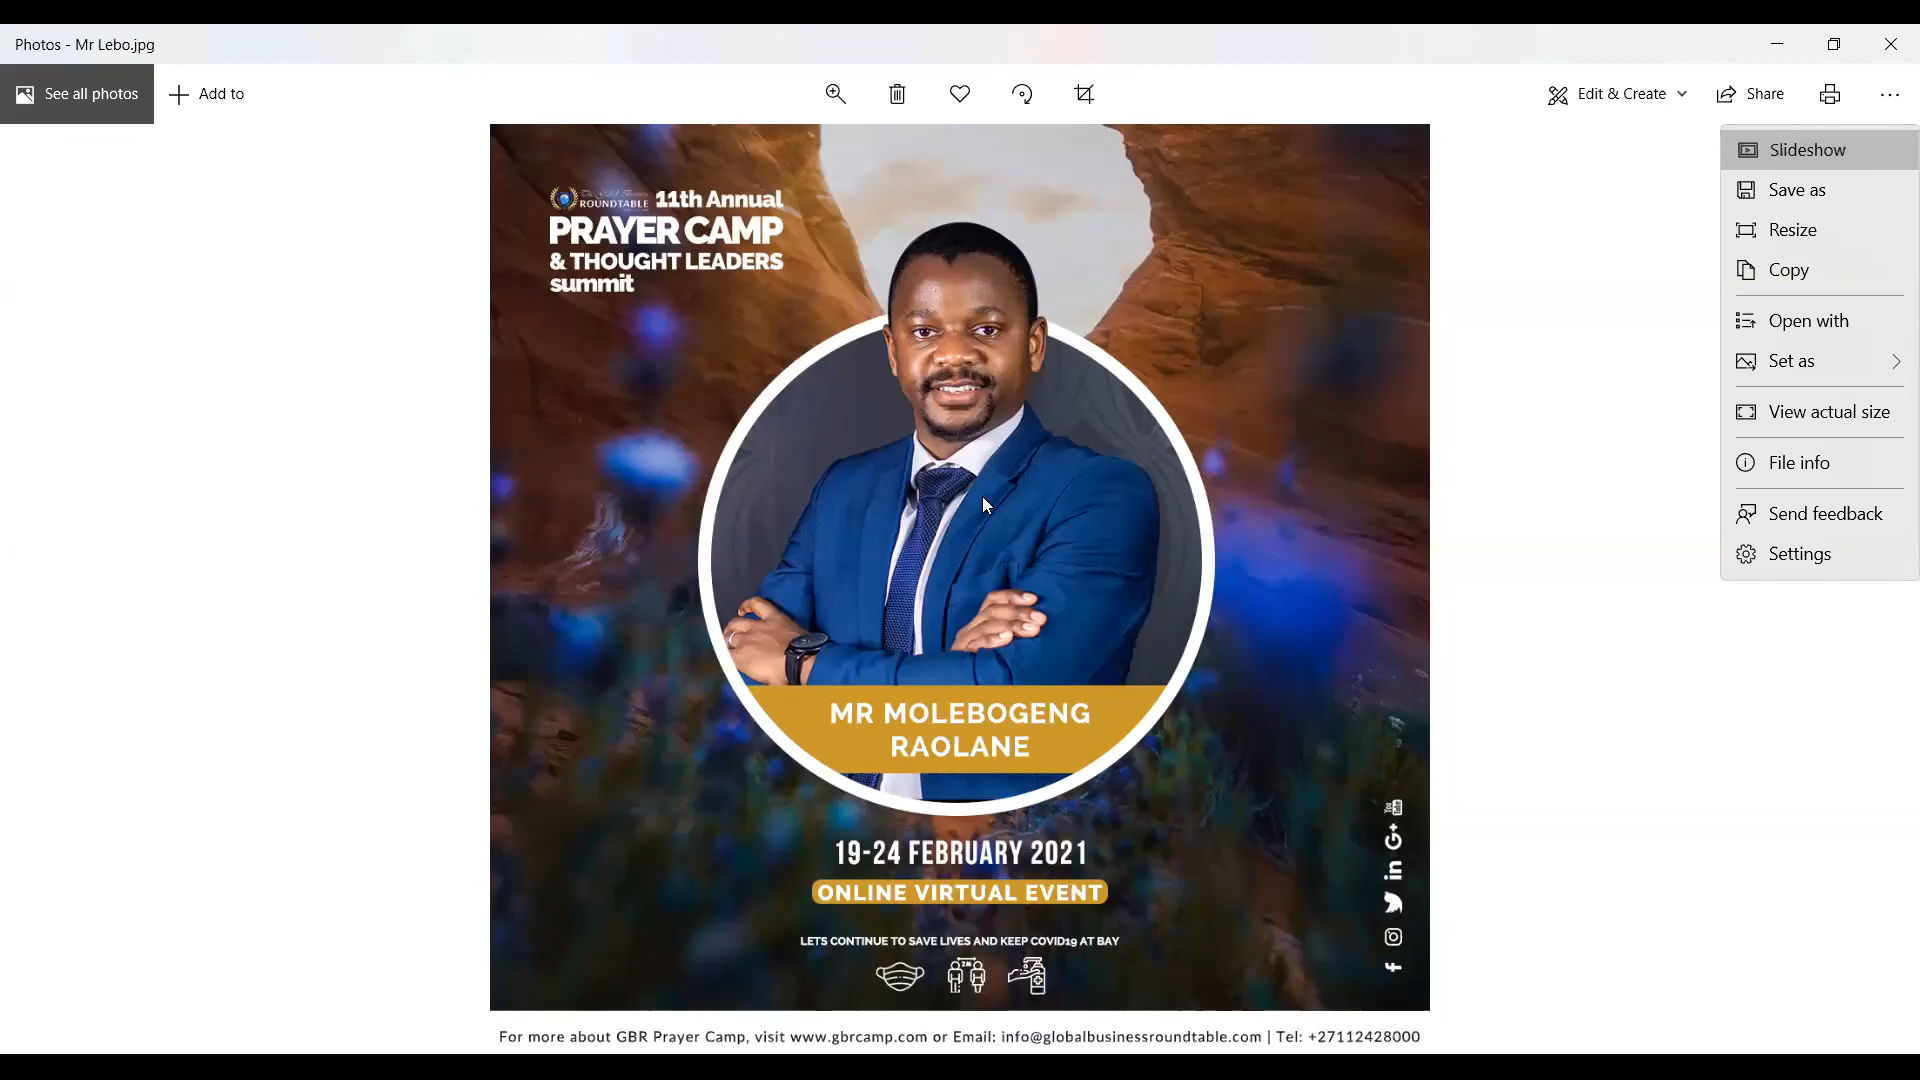 Photos - Mr Lebo.jpg
See all photos
Add to
Edit & Create
Share
Slideshow
Save as
Resize
Copy
Open with
Set as
View actual size
File info
Send feedback
Settings
ROUNDTABLE 11th Annual
PRAYER CAMP
& THOUGHT LEADERS
summit
MR MOLEBOGENG
RAOLANE
19-24 FEBRUARY 2021
ONLINE VIRTUAL EVENT
LETS CONTINUE TO SAVE LIVES AND KEEP COVID19 AT BAY
2M
For more about GBR Prayer Camp, visit www.gbrcamp.com or Email: info@globalbusinessroundtable.com | Tel: +27112428000